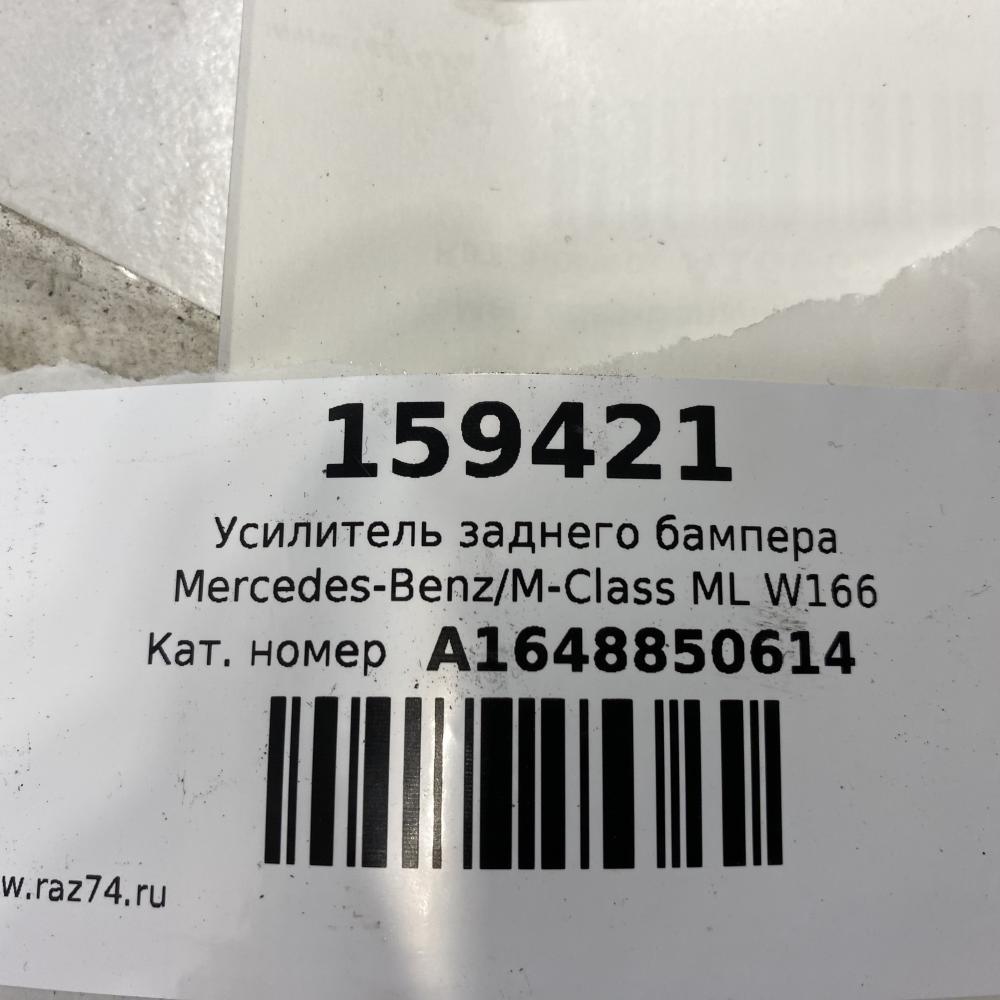 159421
Усилитель заднего бампера
Mercedes-Benz/M-Class ML W166
Кат. номер A1648850614
w.raz74.ru